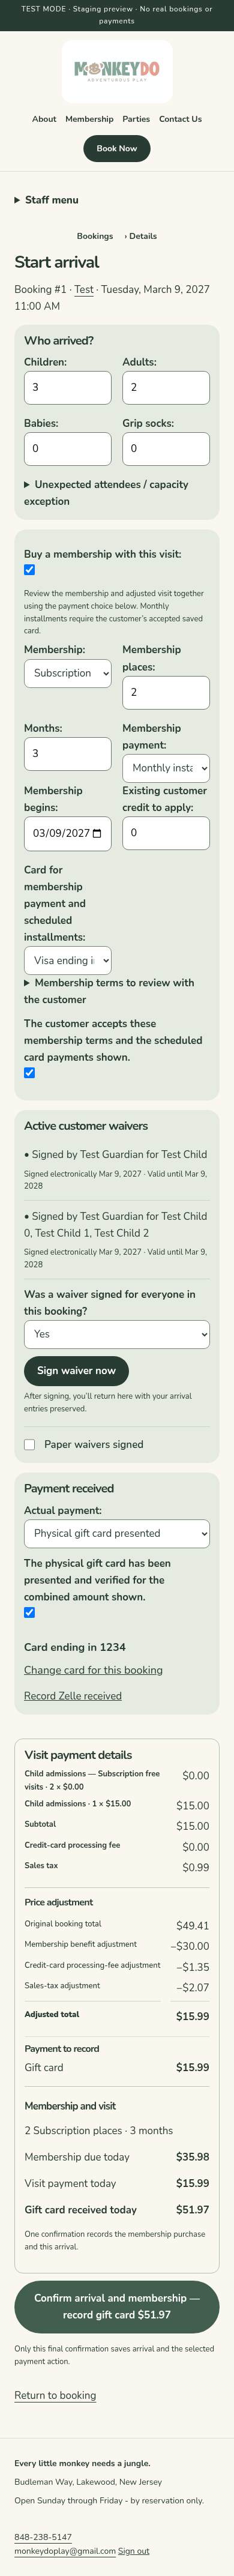 TEST MODE · Staging preview · No real bookings or
payments
MONKEYDO
ADVENTUROUS PLAY
About Membership Parties Contact Us
Book Now
Staff menu
Bookings › Details
Start arrival
Booking #1 · Test · Tuesday, March 9, 2027
11:00 AM
Who arrived?
Children: Adults:
3 2
Babies: Grip socks:
0 0
Unexpected attendees / capacity
exception
Buy a membership with this visit:
Review the membership and adjusted visit together
using the payment choice below. Monthly
installments require the customer's accepted saved
card.
Membership: Membership
places:
Subscription 2
Months: Membership
payment:
3 Monthly insta
Membership
begins: Existing customer
credit to apply:
03/09/2027 0
Card for
membership
payment and
scheduled
installments:
Visa ending i
Membership terms to review with
the customer
The customer accepts these
membership terms and the scheduled
card payments shown.
Active customer waivers
• Signed by Test Guardian for Test Child
Signed electronically Mar 9, 2027 · Valid until Mar 9,
2028
• Signed by Test Guardian for Test Child
0, Test Child 1, Test Child 2
Signed electronically Mar 9, 2027 · Valid until Mar 9,
2028
Was a waiver signed for everyone in
this booking?
Yes
Sign waiver now
After signing, you'll return here with your arrival
entries preserved.
Paper waivers signed
Payment received
Actual payment:
Physical gift card presented
The physical gift card has been
presented and verified for the
combined amount shown.
Card ending in 1234
Change card for this booking
Record Zelle received
Visit payment details
Child admissions — Subscription free
visits · 2 × $0.00 $0.00
Child admissions · 1 × $15.00 $15.00
Subtotal $15.00
Credit-card processing fee $0.00
Sales tax $0.99
Price adjustment
Original booking total $49.41
Membership benefit adjustment −$30.00
Credit-card processing-fee adjustment −$1.35
Sales-tax adjustment −$2.07
Adjusted total $15.99
Payment to record
Gift card $15.99
Membership and visit
2 Subscription places · 3 months
Membership due today $35.98
Visit payment today $15.99
Gift card received today $51.97
One confirmation records the membership purchase
and this arrival.
Confirm arrival and membership —
record gift card $51.97
Only this final confirmation saves arrival and the selected
payment action.
Return to booking
Every little monkey needs a jungle.
Budleman Way, Lakewood, New Jersey
Open Sunday through Friday - by reservation only.
848-238-5147
monkeydoplay@gmail.com Sign out